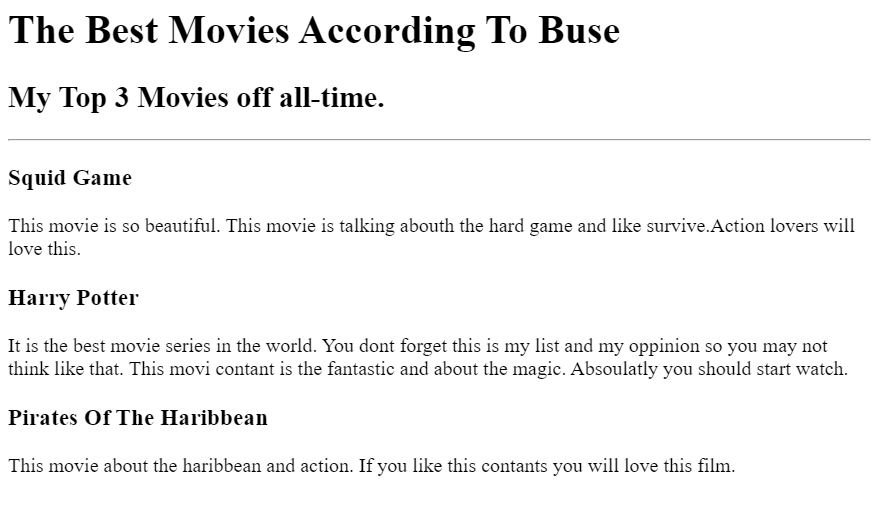 The Best Movies According To Buse
My Top 3 Movies off all-time.
Squid Game
This movie is so beautiful. This movie is talking abouth the hard game and like survive.Action lovers will
love this.
Harry Potter
It is the best movie series in the world. You dont forget this is my list and my oppinion so you may not
think like that. This movi contant is the fantastic and about the magic. Absoulatly you should start watch.
Pirates Of The Haribbean
This movie about the haribbean and action. If you like this contants you will love this film.